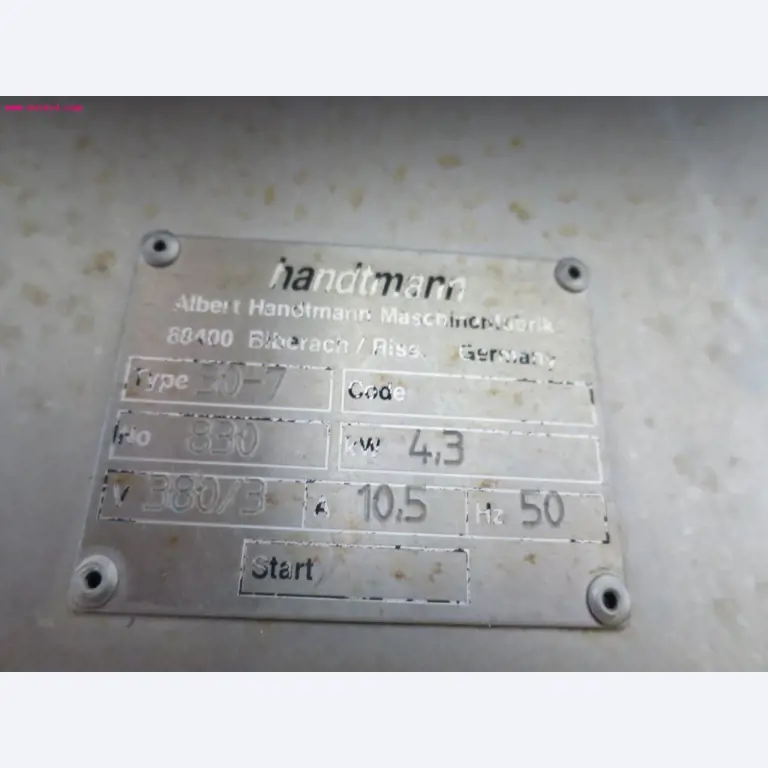 handtmann
Albert Handtmann Maschinenfabrik
88400 Biberach / Riss. Germany
Type 30-7 Code
No 830 kW 4,3
V 380/3 A 10,5 Hz 50
Start